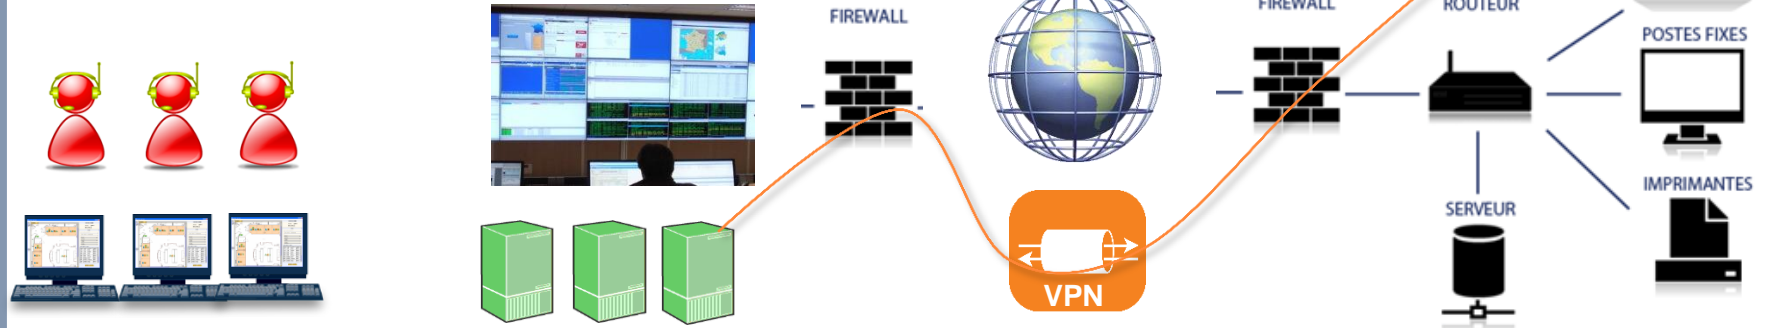 FIREWALL
FIREWALL
ROUTEUR
POSTES FIXES
IMPRIMANTES
SERVEUR
VPN